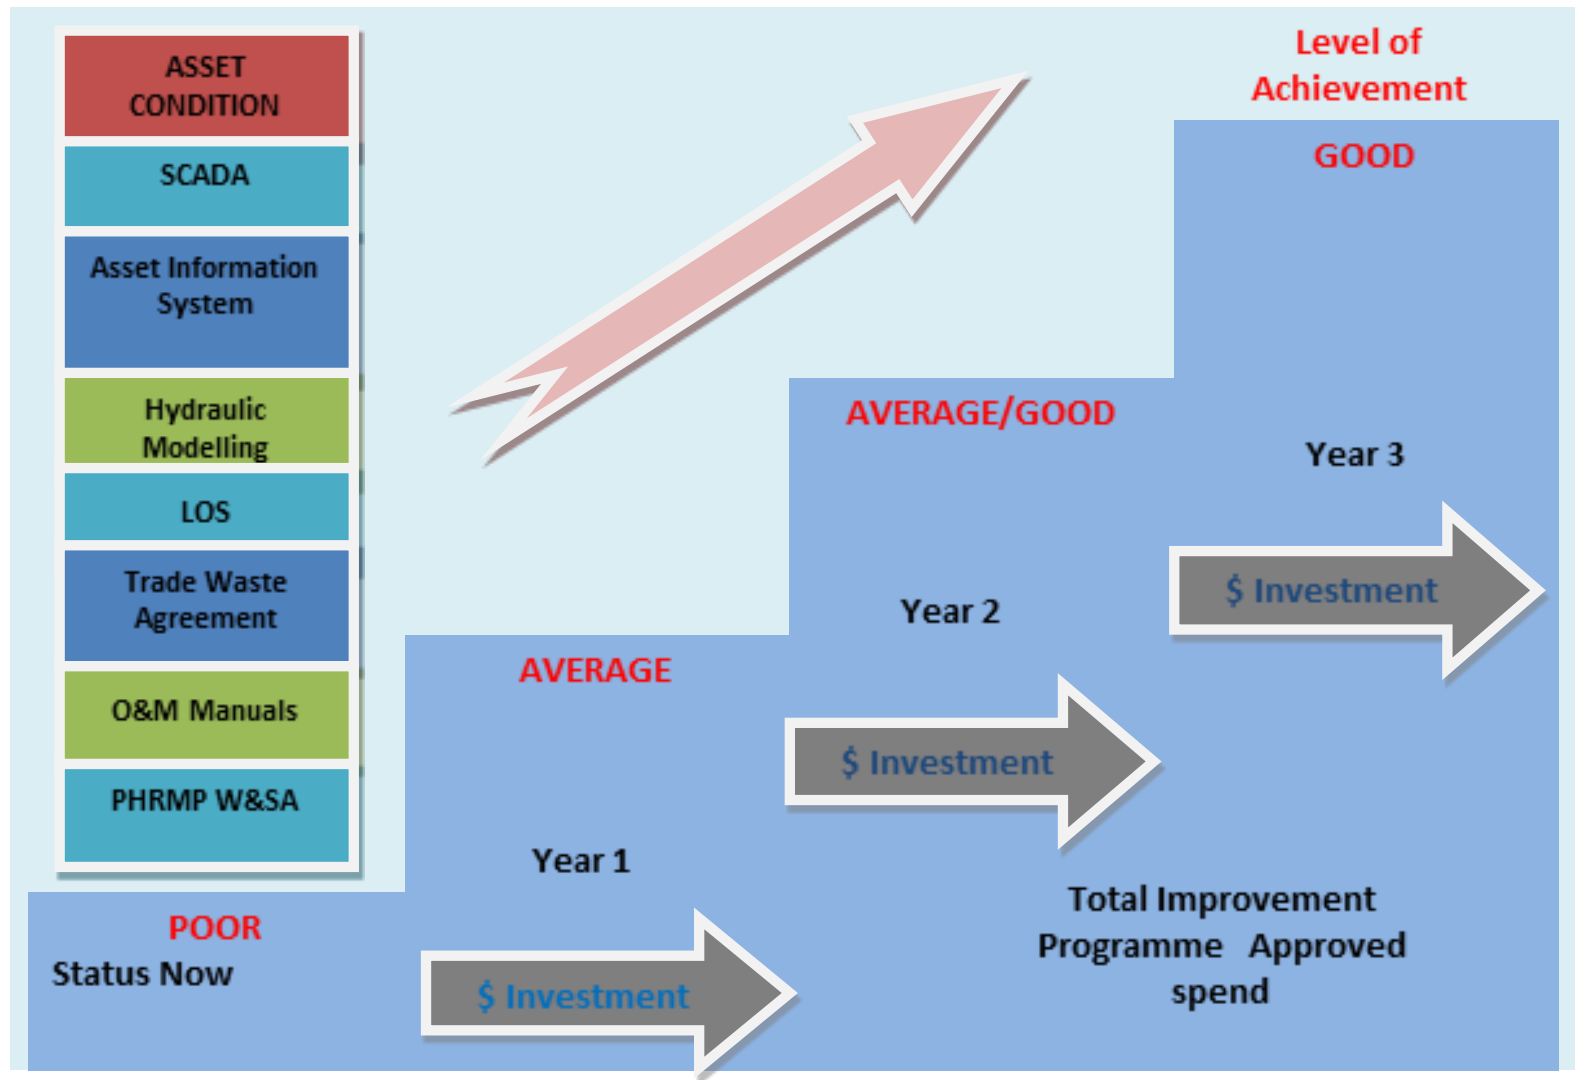 ASSET
CONDITION
SCADA
Asset Information
System
Hydraulic
Modelling
LOS
Trade Waste
Agreement
O&M Manuals
PHRMP W&SA
POOR
Status Now
AVERAGE
Year 1
$ Investment
AVERAGE/GOOD
Year 2
$ Investment
Level of
Achievement
GOOD
Year 3
$ Investment
Total Improvement
Programme Approved
spend